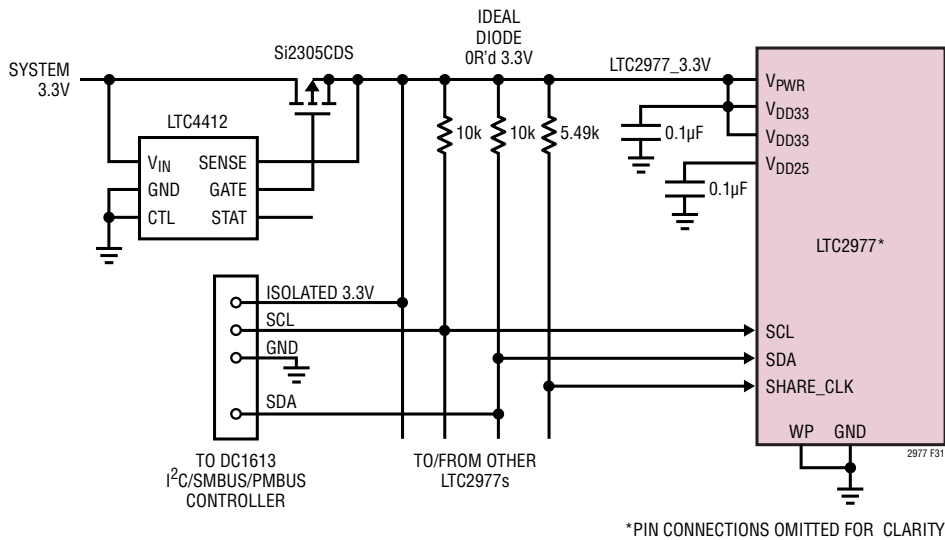 IDEAL
DIODE
0R'd 3.3V
Si2305CDS
SYSTEM
3.3V
LTC2977_3.3V
LTC4412
VIN
SENSE
GND
GATE
CTL
STAT
10k
10k
5.49k
0.1µF
0.1µF
VPWR
VDD33
VDD33
VDD25
LTC2977*
ISOLATED 3.3V
SCL
GND
SDA
SCL
SDA
SHARE_CLK
WP
GND
2977 F31
TO DC1613
I2C/SMBUS/PMBUS
CONTROLLER
TO/FROM OTHER
LTC2977s
*PIN CONNECTIONS OMITTED FOR CLARITY